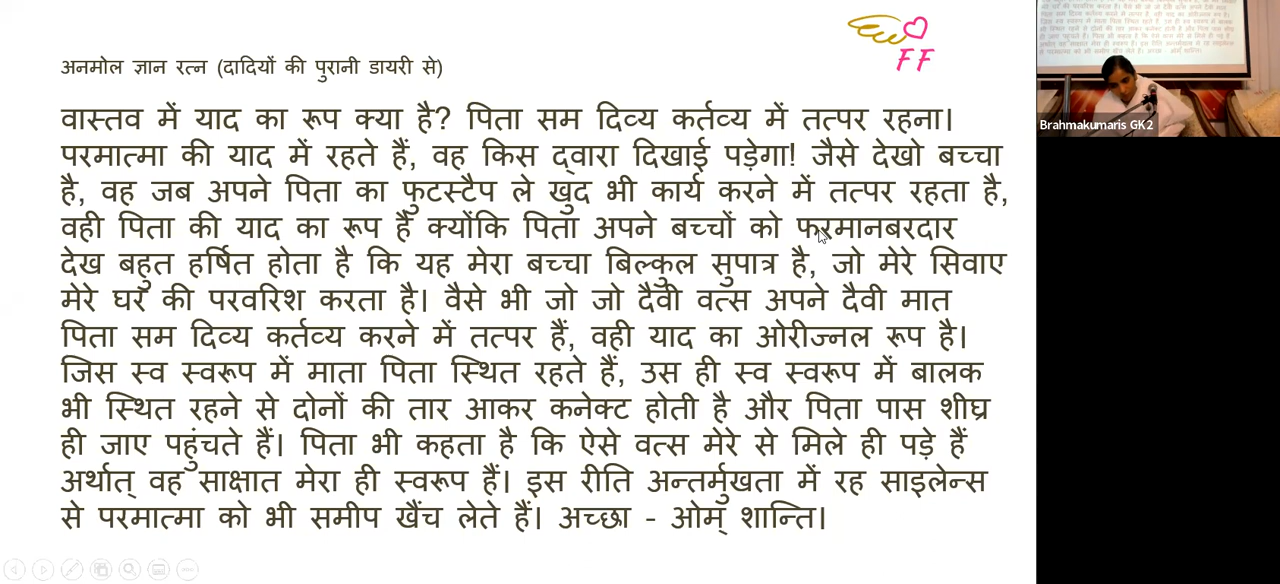 FF
अनमोल ज्ञान रत्न (दादियों की पुरानी डायरी से)
वास्तव में याद का रूप क्या है? पिता सम दिव्य कर्तव्य में तत्पर रहना।
परमात्मा की याद में रहते हैं, वह किस द्वारा दिखाई पड़ेगा! जैसे देखो बच्चा
है, वह जब अपने पिता का फुटस्टैप ले खुद भी कार्य करने में तत्पर रहता है,
वही पिता की याद का रूप है क्योंकि पिता अपने बच्चों को फरमानबरदार
देख बहुत हर्षित होता है कि यह मेरा बच्चा बिल्कुल सुपात्र है, जो मेरे सिवाए
मेरे घर की परवरिश करता है। वैसे भी जो जो दैवी वत्स अपने दैवी मात
पिता सम दिव्य कर्तव्य करने में तत्पर हैं, वही याद का ओरीज्नल रूप है।
जिस स्व स्वरूप में माता पिता स्थित रहते हैं, उस ही स्व स्वरूप में बालक
भी स्थित रहने से दोनों की तार आकर कनेक्ट होती है और पिता पास शीघ्र
ही जाए पहुंचते हैं। पिता भी कहता है कि ऐसे वत्स मेरे से मिले ही पड़े हैं
अर्थात् वह साक्षात मेरा ही स्वरूप हैं। इस रीति अन्तर्मुखता में रह साइलेन्स
से परमात्मा को भी समीप खैंच लेते हैं। अच्छा - ओम् शान्ति।
Brahmakumaris GK2